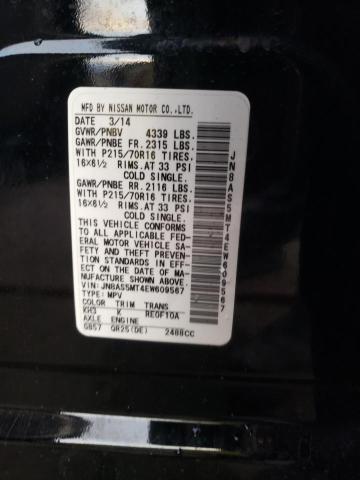 MFD BY NISSAN MOTOR CO.,LTD.
DATE 3/14
GVWR/PNBV 4339 LBS.
GAWR/PNBE FR. 2315 LBS.
WITH P215/70R16 TIRES.
16X6½ RIMS.AT 33 PSI
COLD SINGLE.
GAWR/PNBE RR. 2116 LBS.
WITH P215/70R16 TIRES.
16X6½ RIMS.AT 33 PSI
COLD SINGLE.
THIS VEHICLE CONFORMS
TO ALL APPLICABLE FED-
ERAL MOTOR VEHICLE SA-
FETY AND THEFT PREVEN-
TION STANDARDS IN EFF-
ECT ON THE DATE OF MA-
NUFACTURE SHOWN ABOVE.
VIN:JN8AS5MT4EW609567
TYPE: MPV
COLOR TRIM TRANS
KH3 K RE0F10A
AXLE ENGINE
GB57 QR25(DE) 2488CC
JN8AS5MT4EW609567